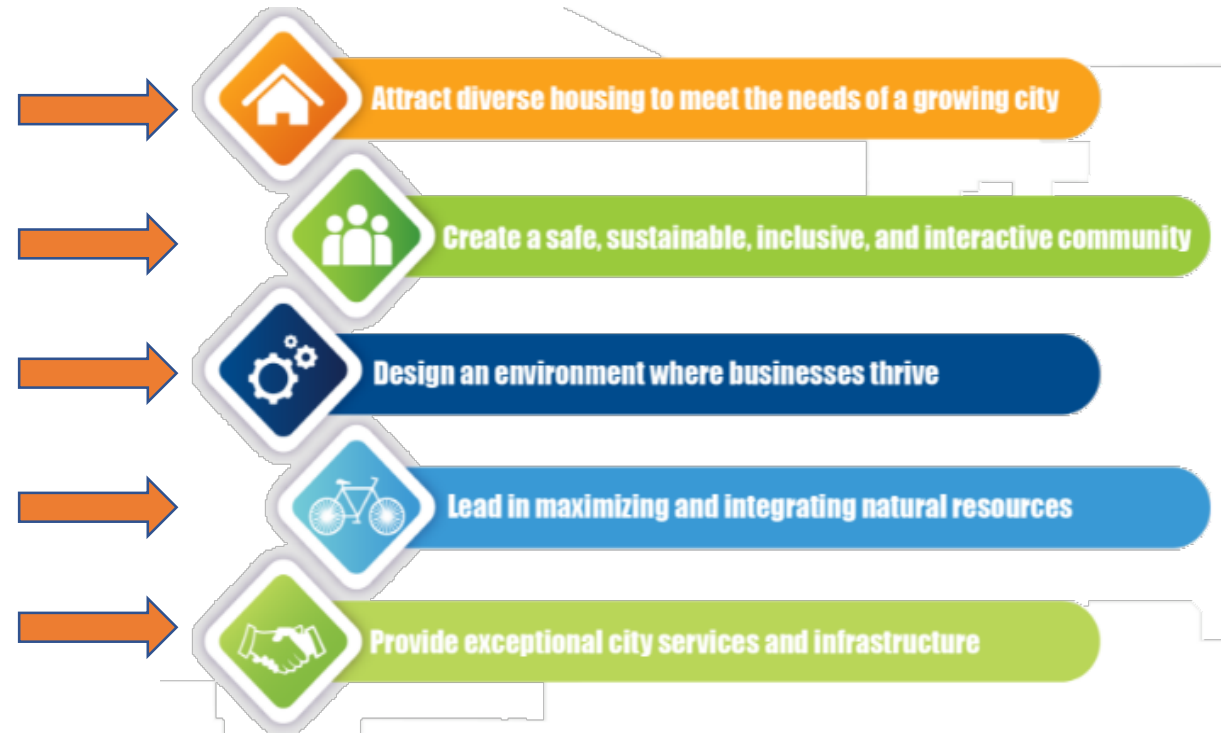 Attract diverse housing to meet the needs of a growing city
Create a safe, sustainable, inclusive, and interactive community
Design an environment where businesses thrive
Lead in maximizing and integrating natural resources
Provide exceptional city services and infrastructure